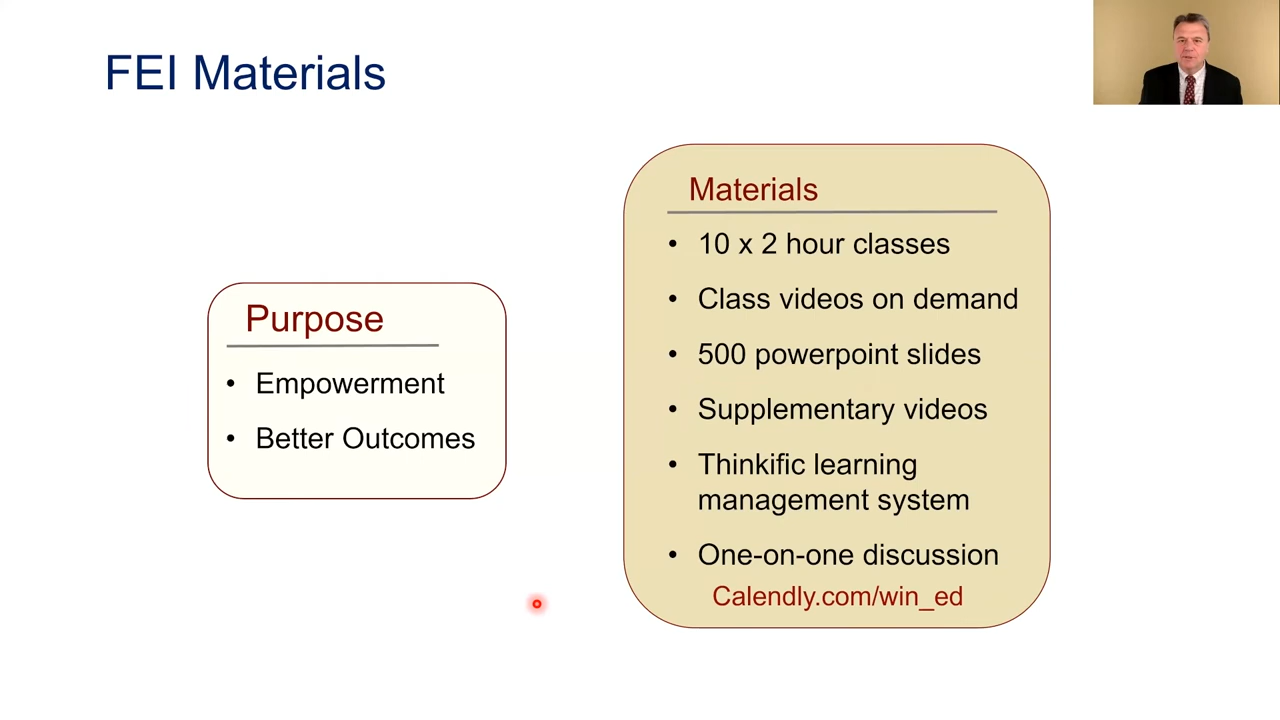 FEI Materials
Purpose
• Empowerment
• Better Outcomes
Materials
• 10 x 2 hour classes
• Class videos on demand
• 500 powerpoint slides
• Supplementary videos
• Thinkific learning
management system
• One-on-one discussion
Calendly.com/win_ed